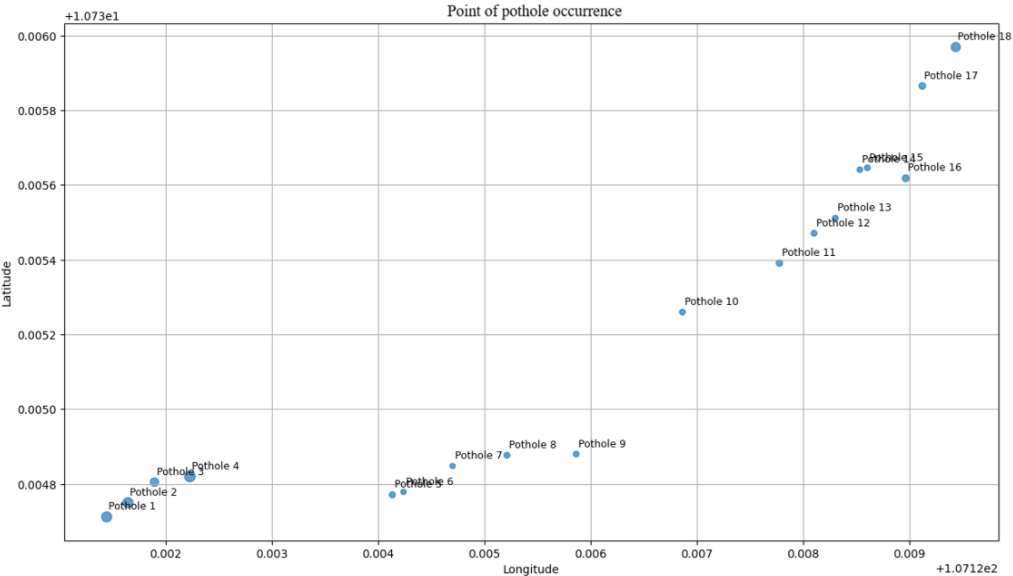 Point of pothole occurrence
+1.073e1
0.0060
0.0058
0.0056
0.0054
0.0052
0.0050
0.0048
Latitude
Pothole 18
Pothole 17
Pothole 15
Pothole 14
Pothole 16
Pothole 13
Pothole 12
Pothole 11
Pothole 10
Pothole 9
Pothole 8
Pothole 7
Pothole 6
Pothole 5
Pothole 4
Pothole 3
Pothole 2
Pothole 1
0.002 0.003 0.004 0.005 0.006 0.007 0.008 0.009
Longitude
+1.0712e2